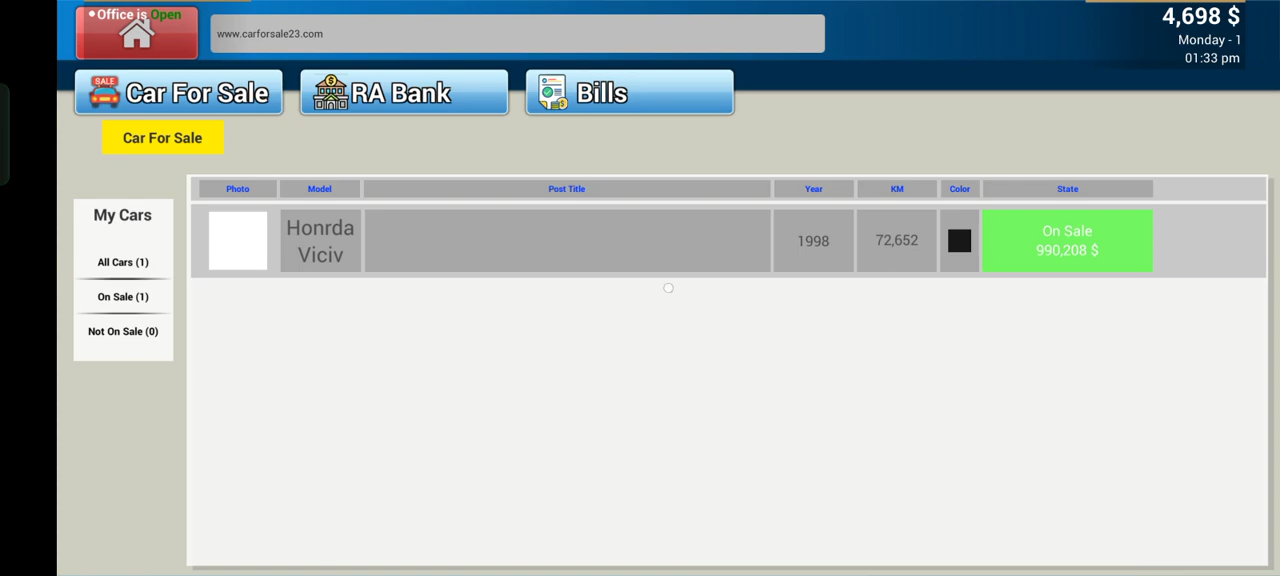 Office is Open
www.carforsale23.com
4,698 $
Monday - 1
01:33 pm
SALE
Car For Sale
RA Bank
Bills
Car For Sale
My Cars
All Cars (1)
On Sale (1)
Not On Sale (0)
Photo
Model
Post Title
Year
KM
Color
State
Honrda
Viciv
1998
72,652
On Sale
990,208 $